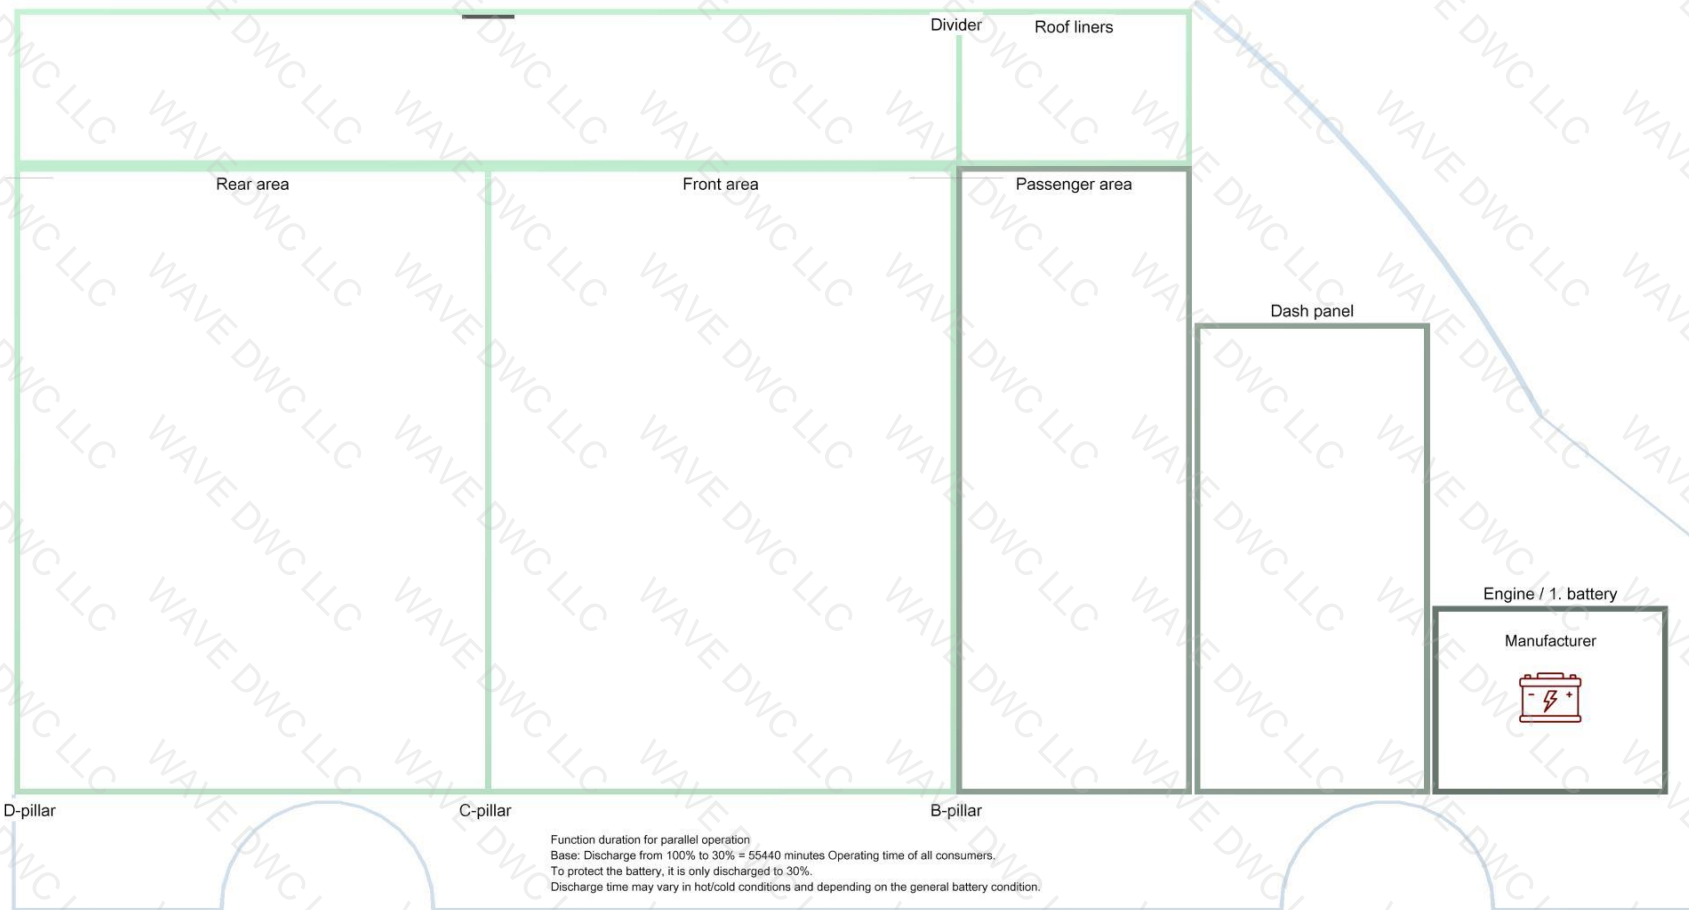 Divider
Roof liners
Rear area
Front area
Passenger area
Dash panel
Engine / 1. battery
Manufacturer
D-pillar
C-pillar
B-pillar
Function duration for parallel operation
Base: Discharge from 100% to 30% = 55440 minutes Operating time of all consumers.
To protect the battery, it is only discharged to 30%.
Discharge time may vary in hot/cold conditions and depending on the general battery condition.
WAVE DWC LLC